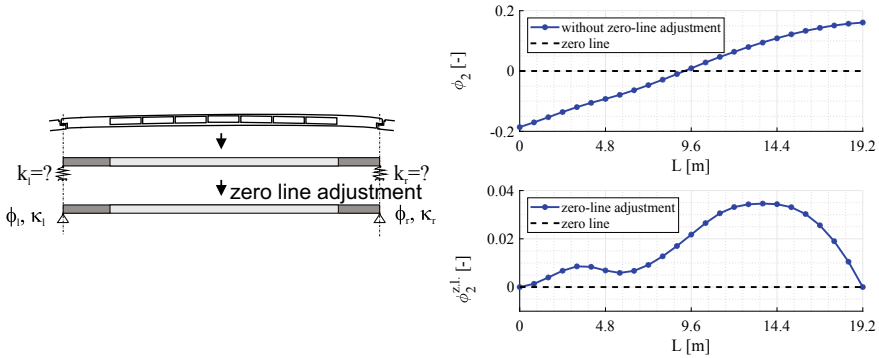 k_l=?
k_r=?
zero line adjustment
ϕ_l, κ_l
ϕ_r, κ_r
0.2
0
-0.2
ϕ_2 [-]
without zero-line adjustment
zero line
0
4.8
9.6
14.4
19.2
L [m]
0.04
0.02
0
ϕ_2^{z.l.} [-]
zero-line adjustment
zero line
0
4.8
9.6
14.4
19.2
L [m]